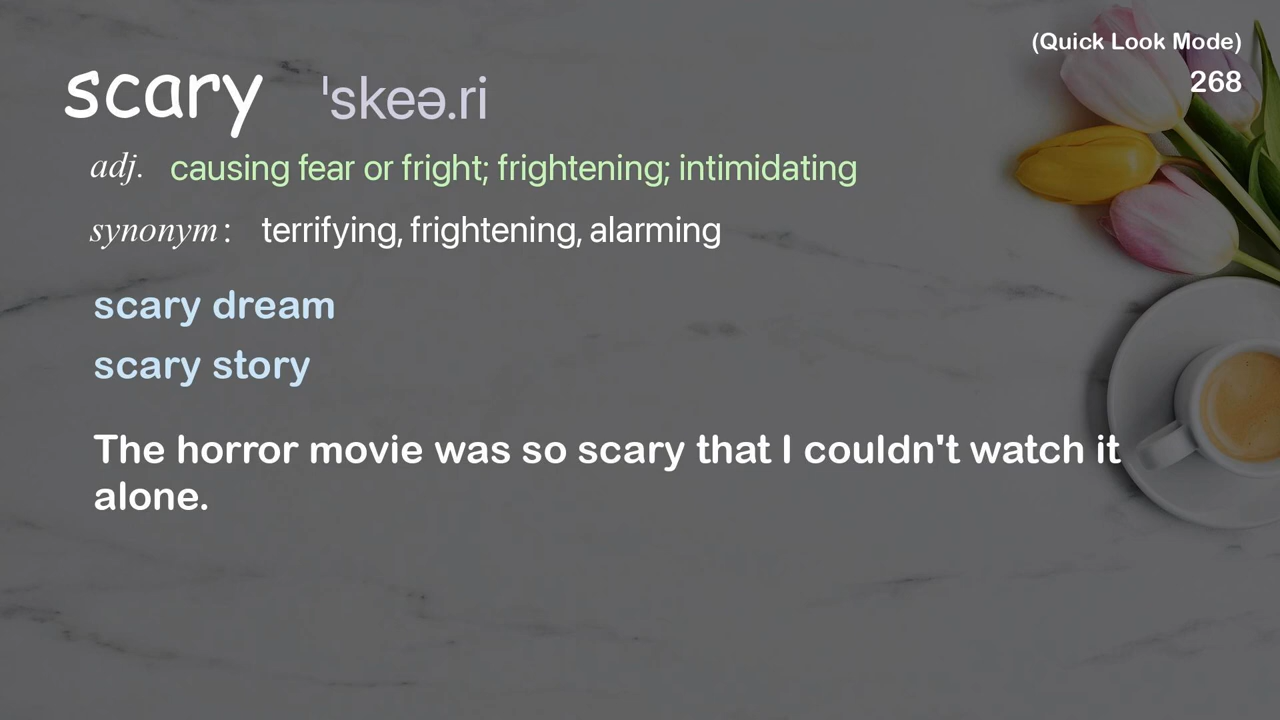 (Quick Look Mode)
268
scary ˈskeə.ri
adj. causing fear or fright; frightening; intimidating
synonym: terrifying, frightening, alarming
scary dream
scary story
The horror movie was so scary that I couldn't watch it
alone.